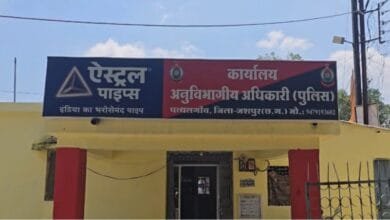 ऐस्ट्रल
पाइप्स
इंडिया का भरोसेमंद पाइप
कार्यालय
अनुविभागीय अधिकारी (पुलिस)
पत्थलगाँव, जिला-जशपुर (छ.ग.) मो.: